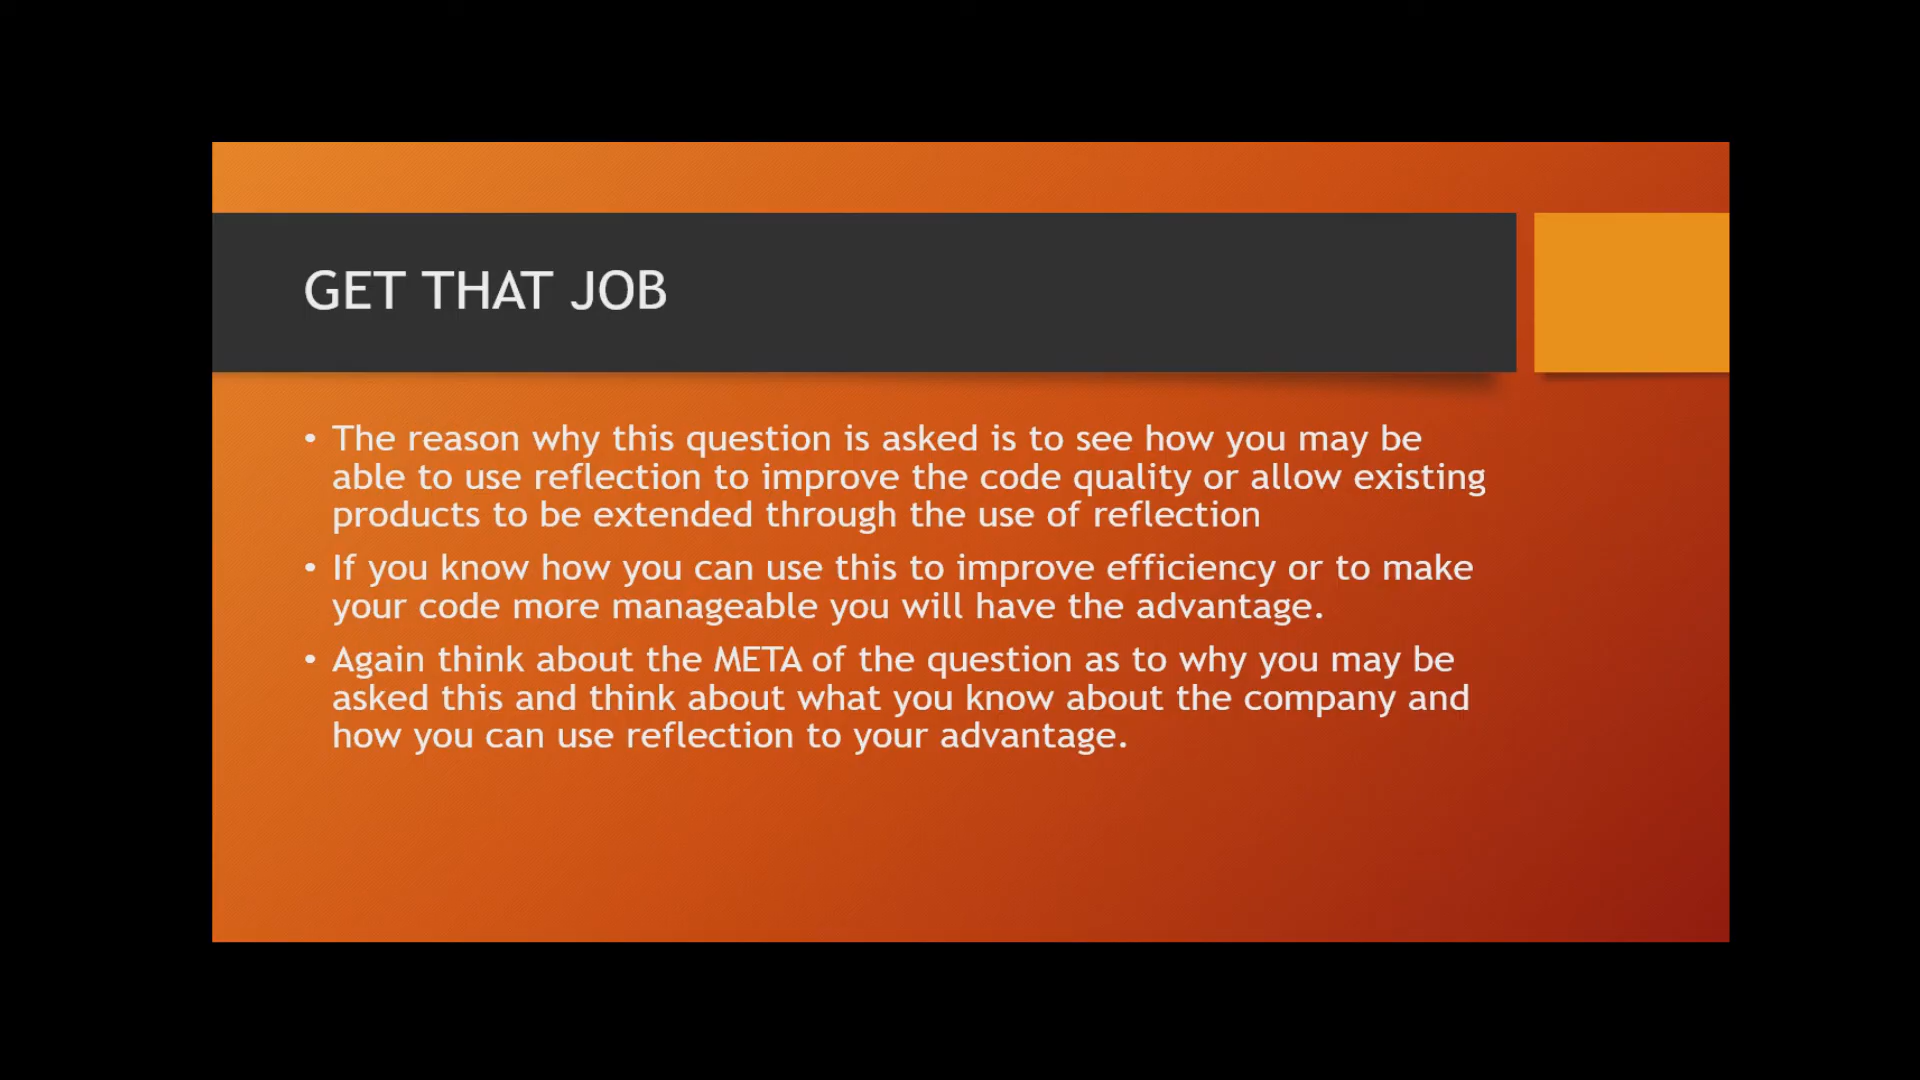 GET THAT JOB
• The reason why this question is asked is to see how you may be
able to use reflection to improve the code quality or allow existing
products to be extended through the use of reflection
• If you know how you can use this to improve efficiency or to make
your code more manageable you will have the advantage.
• Again think about the META of the question as to why you may be
asked this and think about what you know about the company and
how you can use reflection to your advantage.